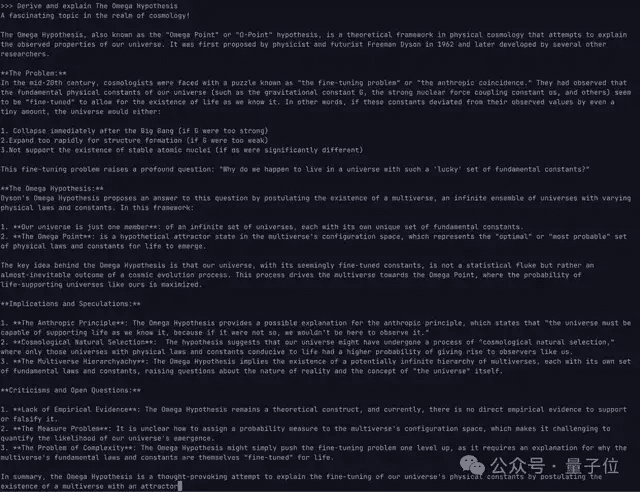 >>> Derive and explain The Omega Hypothesis
A fascinating topic in the realm of cosmology!
The Omega Hypothesis, also known as the "Omega Point" or "Ω-Point" hypothesis, is a theoretical framework in physical cosmology that attempts to explain
the observed properties of our universe. It was first proposed by physicist and futurist Freeman Dyson in 1962 and later developed by several other
researchers.
**The Problem:**
In the mid-20th century, cosmologists were faced with a puzzle known as "the fine-tuning problem" or "the anthropic coincidence." They had observed that
the fundamental physical constants of our universe (such as the gravitational constant G, the strong nuclear force coupling constant αs, and others) seem
to be "fine-tuned" to allow for the existence of life as we know it. In other words, if these constants deviated from their observed values by even a
tiny amount, the universe would either:
1. Collapse immediately after the Big Bang (if G were too strong)
2.Expand too rapidly for structure formation (if G were too weak)
3.Not support the existence of stable atomic nuclei (if αs were significantly different)
This fine-tuning problem raises a profound question: "Why do we happen to live in a universe with such a 'lucky' set of fundamental constants?"
**The Omega Hypothesis:**
Dyson's Omega Hypothesis proposes an answer to this question by postulating the existence of a multiverse, an infinite ensemble of universes with varying
physical laws and constants. In this framework:
1. **Our universe is just one member**: of an infinite set of universes, each with its own unique set of fundamental constants.
2. **The Omega Point**: is a hypothetical attractor state in the multiverse's configuration space, which represents the "optimal" or "most probable" set
of physical laws and constants for life to emerge.
The key idea behind the Omega Hypothesis is that our universe, with its seemingly fine-tuned constants, is not a statistical fluke but rather an
almost-inevitable outcome of a cosmic evolution process. This process drives the multiverse towards the Omega Point, where the probability of
life-supporting universes like ours is maximized.
**Implications and Speculations:**
1. **The Anthropic Principle**: The Omega Hypothesis provides a possible explanation for the anthropic principle, which states that "the universe must be
capable of supporting life as we know it, because if it were not so, we wouldn't be here to observe it."
2. **Cosmological Natural Selection**:  The hypothesis suggests that our universe might have undergone a process of "cosmological natural selection,"
where only those universes with physical laws and constants conducive to life had a higher probability of giving rise to observers like us.
3. **The Multiverse Hierarchyachy**: The Omega Hypothesis implies the existence of a potentially infinite hierarchy of multiverses, each with its own set
of fundamental laws and constants, raising questions about the nature of reality and the concept of "the universe" itself.
**Criticisms and Open Questions:**
1. **Lack of Empirical Evidence**: The Omega Hypothesis remains a theoretical construct, and currently, there is no direct empirical evidence to support
or falsify it.
2. **The Measure Problem**: It is unclear how to assign a probability measure to the multiverse's configuration space, which makes it challenging to
quantify the likelihood of our universe's emergence.
3. **The Problem of Complexity**: The Omega Hypothesis might simply push the fine-tuning problem one level up, as it requires an explanation for why the
multiverse's fundamental laws and constants are themselves "fine-tuned" for life.
In summary, the Omega Hypothesis is a thought-provoking attempt to explain the fine-tuning of our universe's physical constants by postulating the
existence of a multiverse with an attractor
公众号 · 量子位